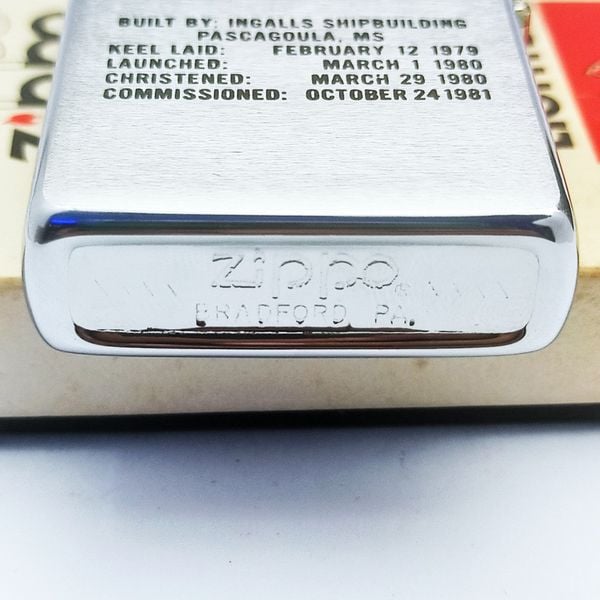 BUILT BY: INGALLS SHIPBUILDING
PASCAGOULA, MS
KEEL LAID: FEBRUARY 12 1979
LAUNCHED: MARCH 1 1980
CHRISTENED: MARCH 29 1980
COMMISSIONED: OCTOBER 24 1981
Zippo
\\\\ Zippo® \\\\\
BRADFORD PA.